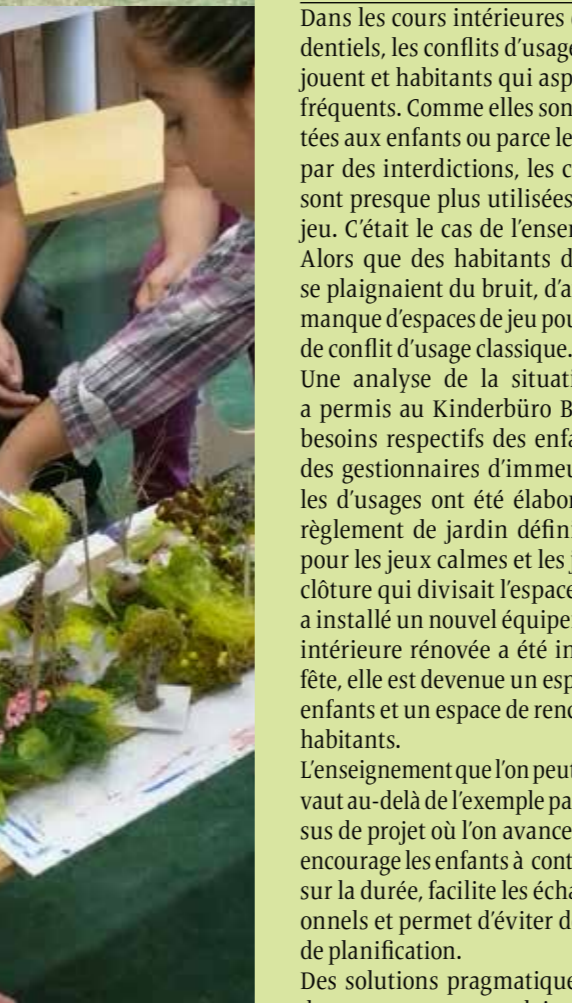 Dans les cours intérieures
dentiels, les conflits d'usage
jouent et habitants qui asp
fréquents. Comme elles son
tées aux enfants ou parce le
par des interdictions, les c
sont presque plus utilisées
jeu. C'était le cas de l'enser
Alors que des habitants d
se plaignaient du bruit, d'a
manque d'espaces de jeu pou
de conflit d'usage classique.
Une analyse de la situati
a permis au Kinderbüro B
besoins respectifs des enfa
des gestionnaires d'immeu
les d'usages ont été élabor
règlement de jardin défini
pour les jeux calmes et les
clôture qui divisait l'espace
a installé un nouvel équiper
intérieure rénovée a été in
fête, elle est devenue un esp
enfants et un espace de renc
habitants.
L'enseignement que l'on peut
vaut au-delà de l'exemple pa
sus de projet où l'on avance
encourage les enfants à cont
sur la durée, facilite les écha
onnels et permet d'éviter d
de planification.
Des solutions pragmatique